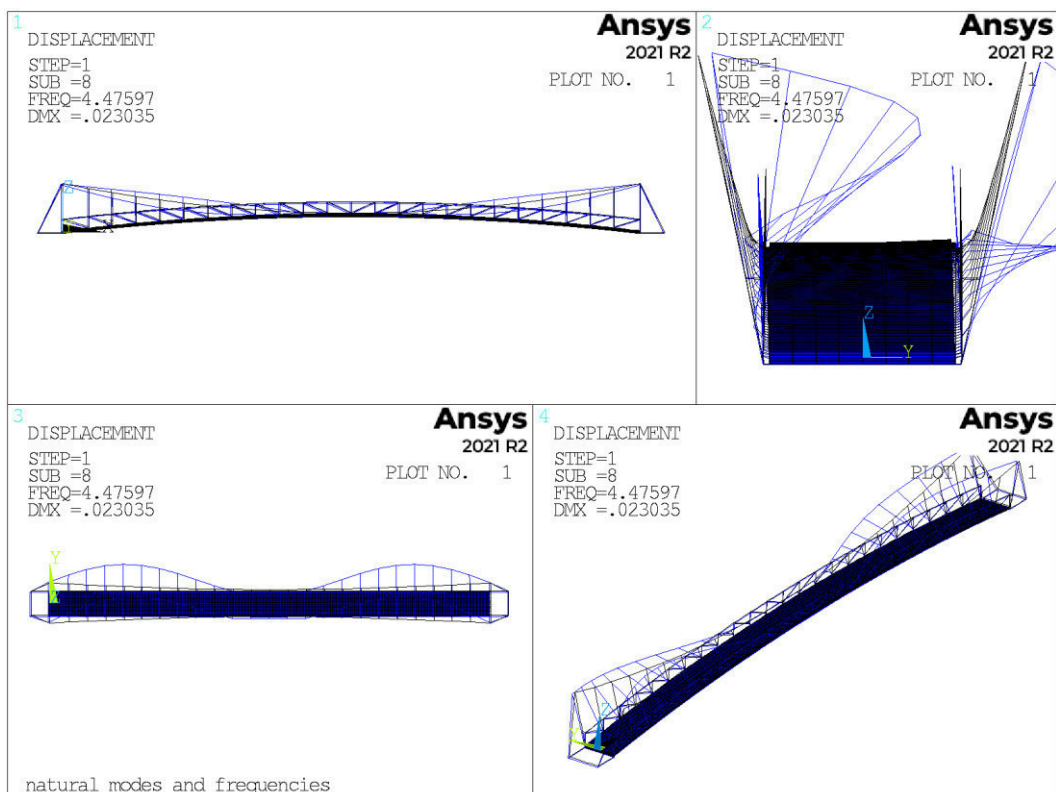 1
Ansys
2021 R2
DISPLACEMENT
STEP=1
SUB =8
FREQ=4.47597
DMX =.023035
PLOT NO. 1
Z
Y X
2
Ansys
2021 R2
DISPLACEMENT
STEP=1
SUB =8
FREQ=4.47597
DMX =.023035
PLOT NO. 1
Z
Y
3
Ansys
2021 R2
DISPLACEMENT
STEP=1
SUB =8
FREQ=4.47597
DMX =.023035
PLOT NO. 1
Y
4
Ansys
2021 R2
DISPLACEMENT
STEP=1
SUB =8
FREQ=4.47597
DMX =.023035
PLOT NO. 1
Z
Y
natural modes and frequencies